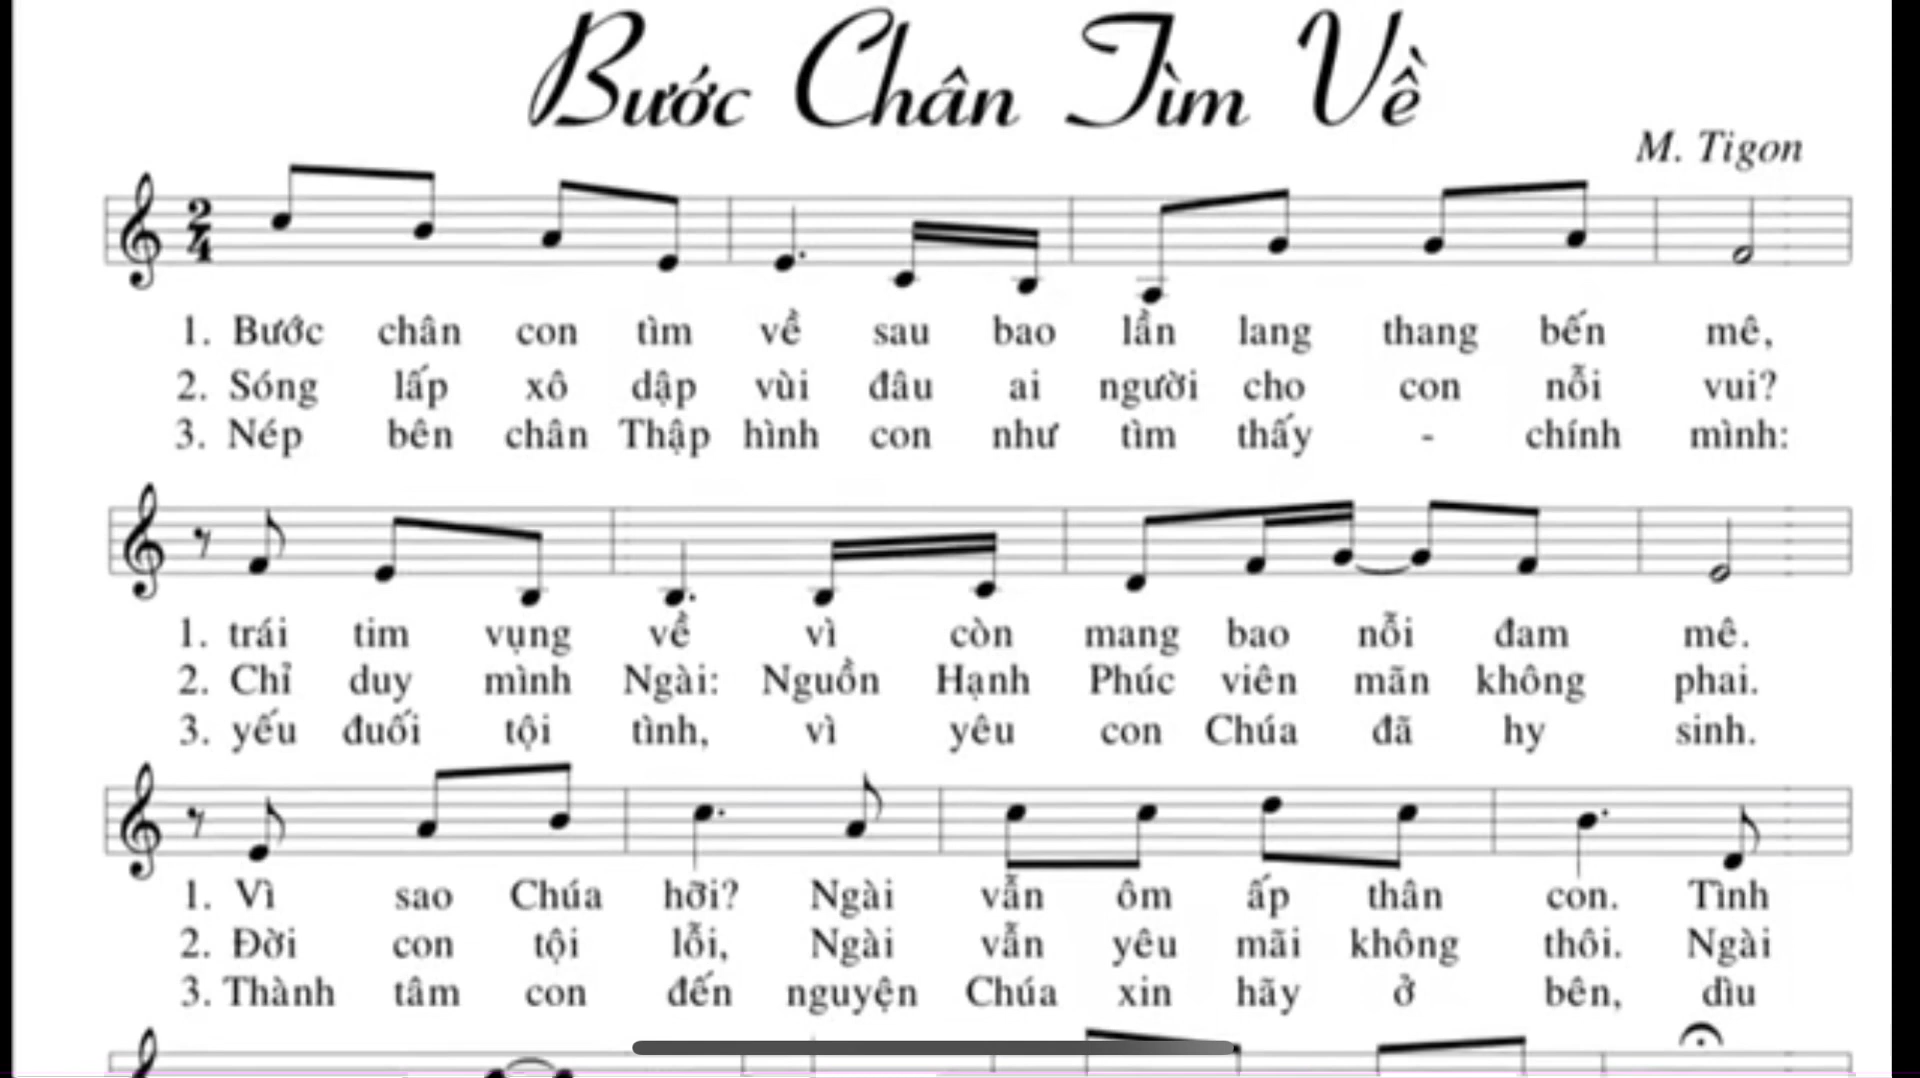 Bước Chân Tìm Về
M. Tigon
2
4
1. Bước chân con tìm về sau bao lần lang thang bến mê,
2. Sóng lấp xô dập vùi đâu ai người cho con nỗi vui?
3. Nép bên chân Thập hình con như tìm thấy - chính mình:
1. trái tim vụng về vì còn mang bao nỗi đam mê.
2. Chỉ duy mình Ngài: Nguồn Hạnh Phúc viên mãn không phai.
3. yếu đuối tội tình, vì yêu con Chúa đã hy sinh.
1. Vì sao Chúa hỡi? Ngài vẫn ôm ấp thân con. Tình
2. Đời con tội lỗi, Ngài vẫn yêu mãi không thôi. Ngài
3. Thành tâm con đến nguyện Chúa xin hãy ở bên, dìu